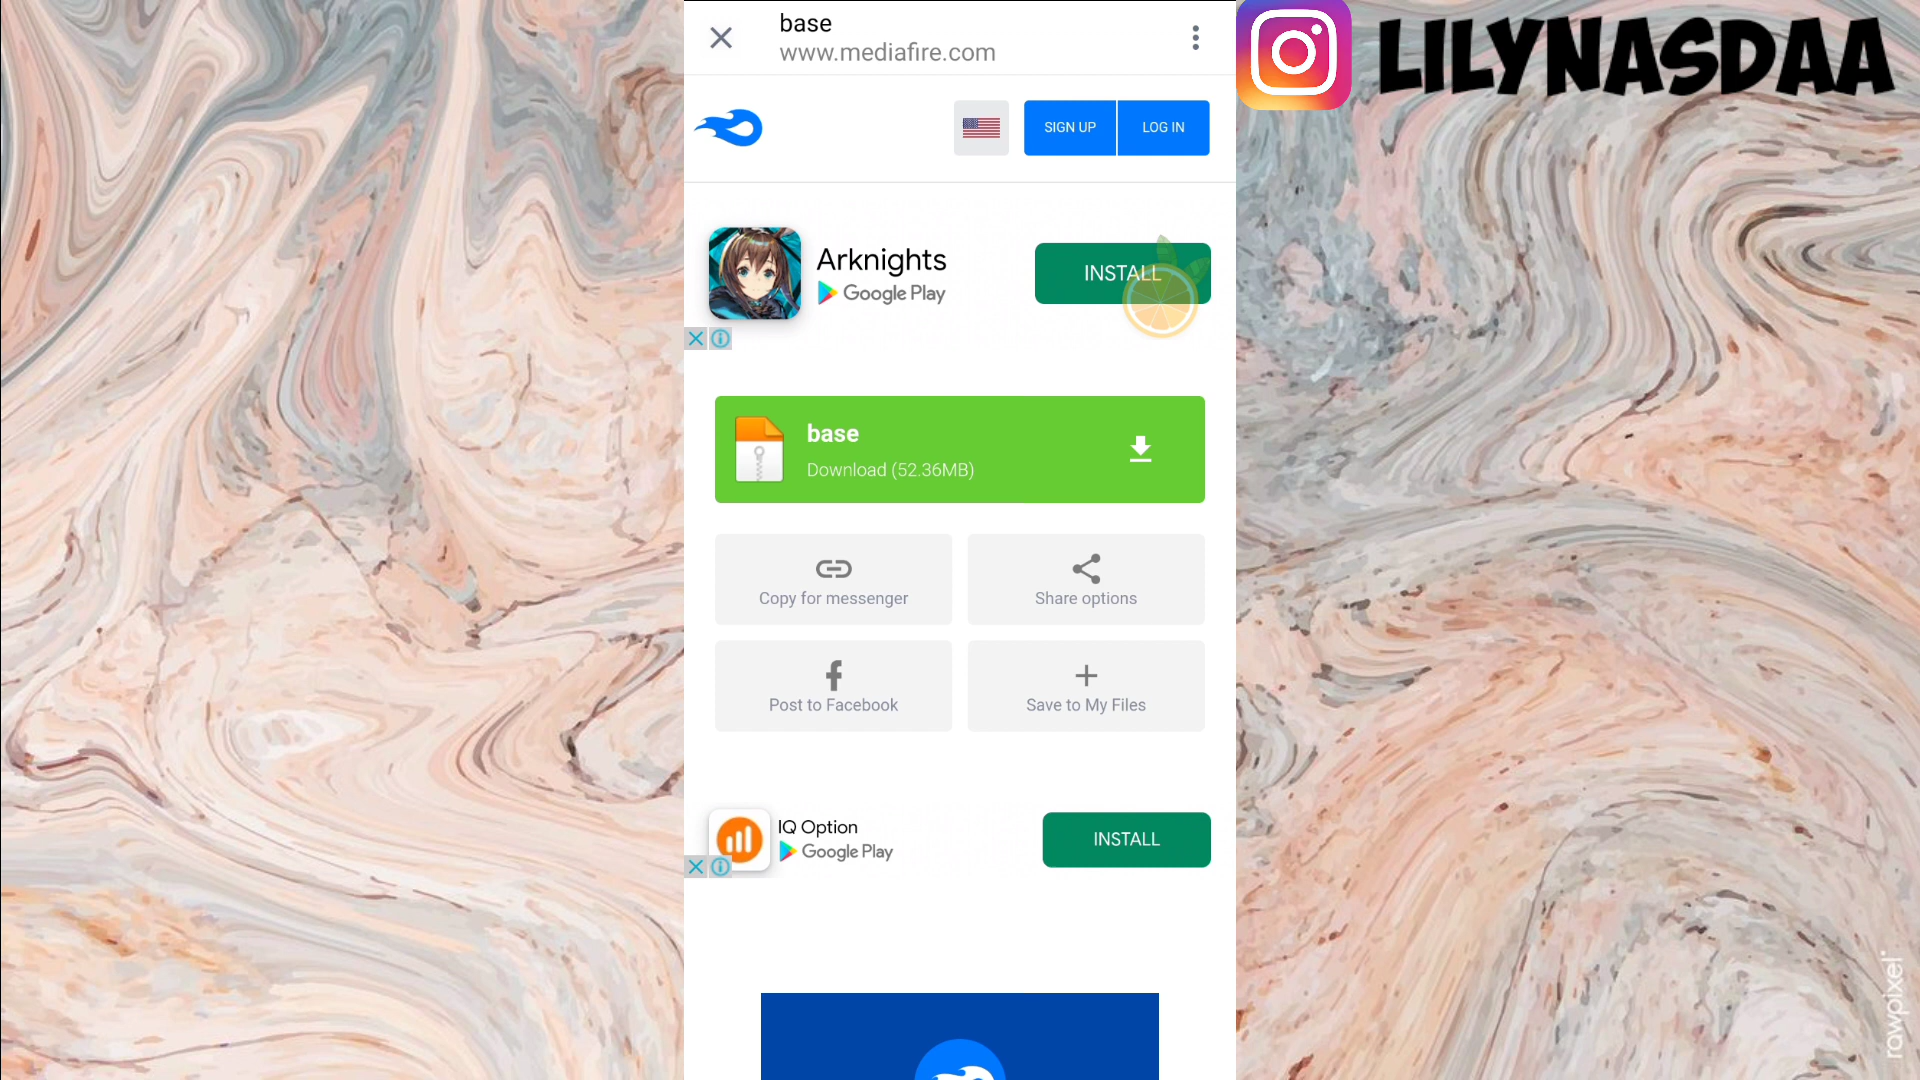 base
www.mediafire.com
LILYNASDAA
SIGN UP
LOG IN
Arknights
Google Play
INSTALL
base
Download (52.36MB)
Copy for messenger
Share options
Post to Facebook
Save to My Files
IQ Option
Google Play
INSTALL
rawpixel